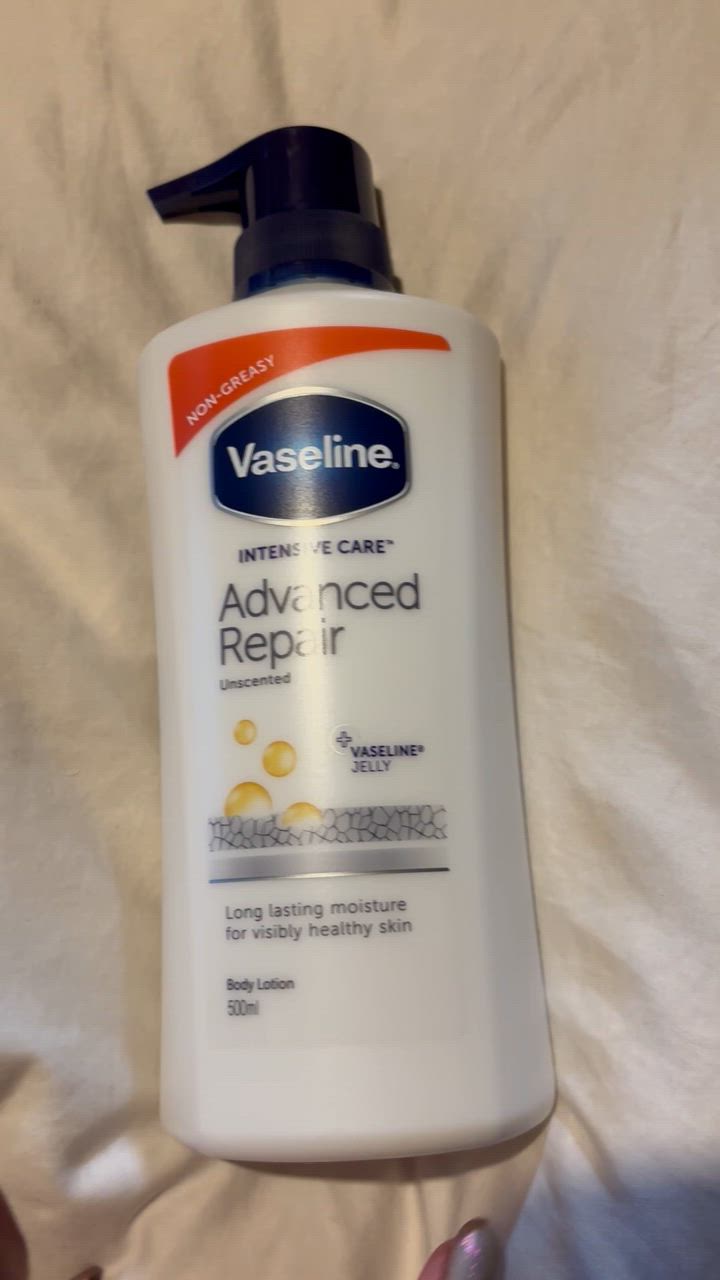 NON-GREASY
Vaseline®
INTENSIVE CARE™
Advanced
Repair
Unscented
VASELINE®
JELLY
Long lasting moisture
for visibly healthy skin
Body Lotion
500ml